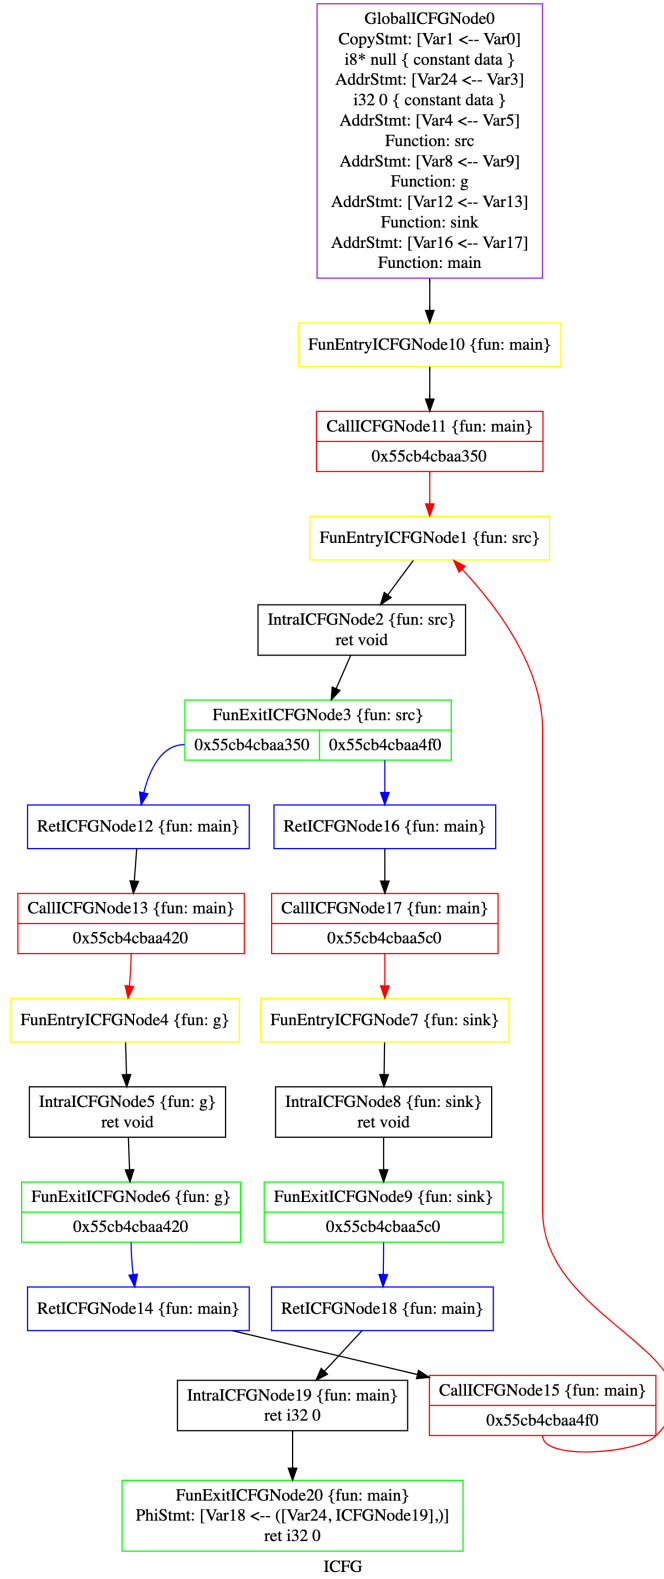 GlobalICFGNode0
CopyStmt: [Var1 <-- Var0]
i8* null { constant data }
AddrStmt: [Var24 <-- Var3]
i32 0 { constant data }
AddrStmt: [Var4 <-- Var5]
Function: src
AddrStmt: [Var8 <-- Var9]
Function: g
AddrStmt: [Var12 <-- Var13]
Function: sink
AddrStmt: [Var16 <-- Var17]
Function: main
FunEntryICFGNode10 {fun: main}
CallICFGNode11 {fun: main}
0x55cb4cbaa350
FunEntryICFGNode1 {fun: src}
IntraICFGNode2 {fun: src}
ret void
FunExitICFGNode3 {fun: src}
0x55cb4cbaa350 0x55cb4cbaa4f0
RetICFGNode12 {fun: main} RetICFGNode16 {fun: main}
CallICFGNode13 {fun: main} CallICFGNode17 {fun: main}
0x55cb4cbaa420 0x55cb4cbaa5c0
FunEntryICFGNode4 {fun: g} FunEntryICFGNode7 {fun: sink}
IntraICFGNode5 {fun: g} IntraICFGNode8 {fun: sink}
ret void ret void
FunExitICFGNode6 {fun: g} FunExitICFGNode9 {fun: sink}
0x55cb4cbaa420 0x55cb4cbaa5c0
RetICFGNode14 {fun: main} RetICFGNode18 {fun: main}
IntraICFGNode19 {fun: main} CallICFGNode15 {fun: main}
ret i32 0 0x55cb4cbaa4f0
FunExitICFGNode20 {fun: main}
PhiStmt: [Var18 <-- ([Var24, ICFGNode19],)]
ret i32 0
ICFG